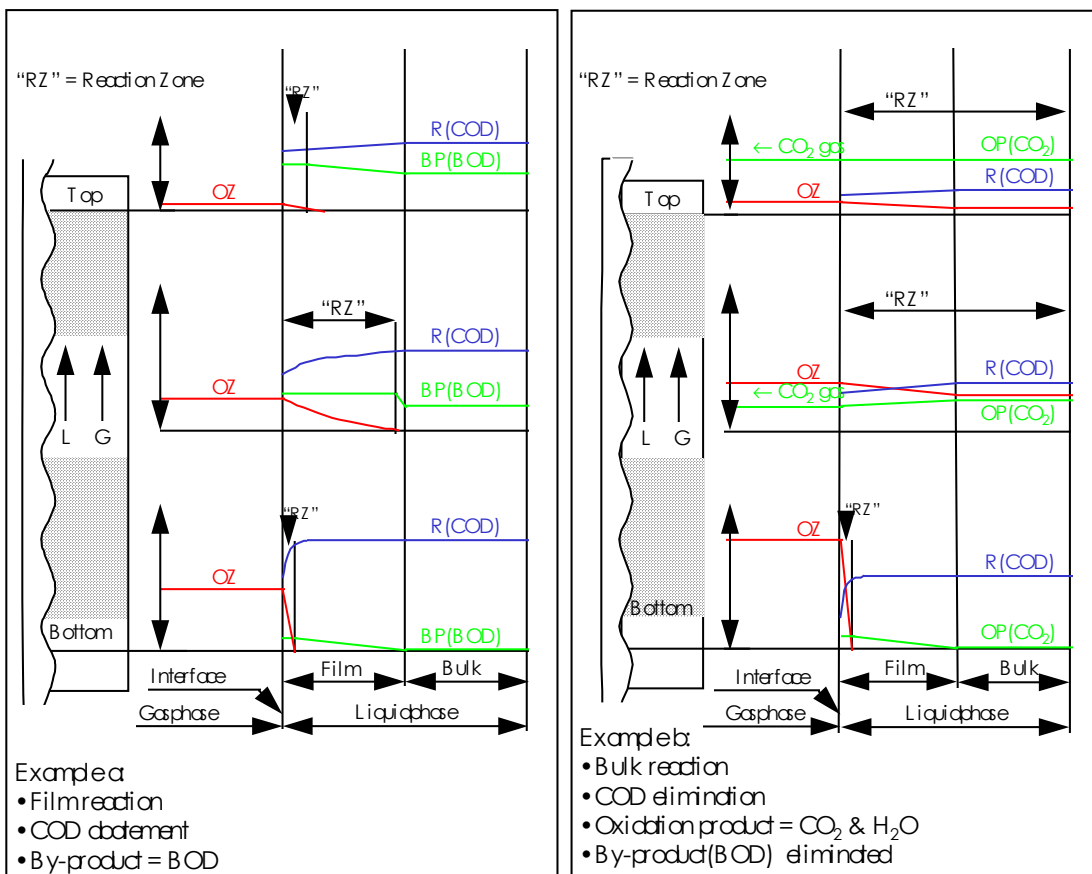 “RZ” = Reaction Zone
“RZ”
R(COD)
BP(BOD)
OZ
Top
“RZ”
R(COD)
OZ
BP(BOD)
L G
“RZ”
R(COD)
OZ
Bottom
BP(BOD)
Film Bulk
Interface
Gasphase Liquidphase
Example a:
•Film reaction
•COD abatement
•By-product = BOD
“RZ” = Reaction Zone
“RZ”
← CO₂ gas OP(CO₂)
R(COD)
OZ
Top
“RZ”
OZ R(COD)
← CO₂ gas
OP(CO₂)
L G
“RZ”
OZ
R(COD)
Bottom
OP(CO₂)
Film Bulk
Interface
Gasphase Liquidphase
Example b:
•Bulk reaction
•COD elimination
•Oxidation product = CO₂ & H₂O
•By-product(BOD) eliminated